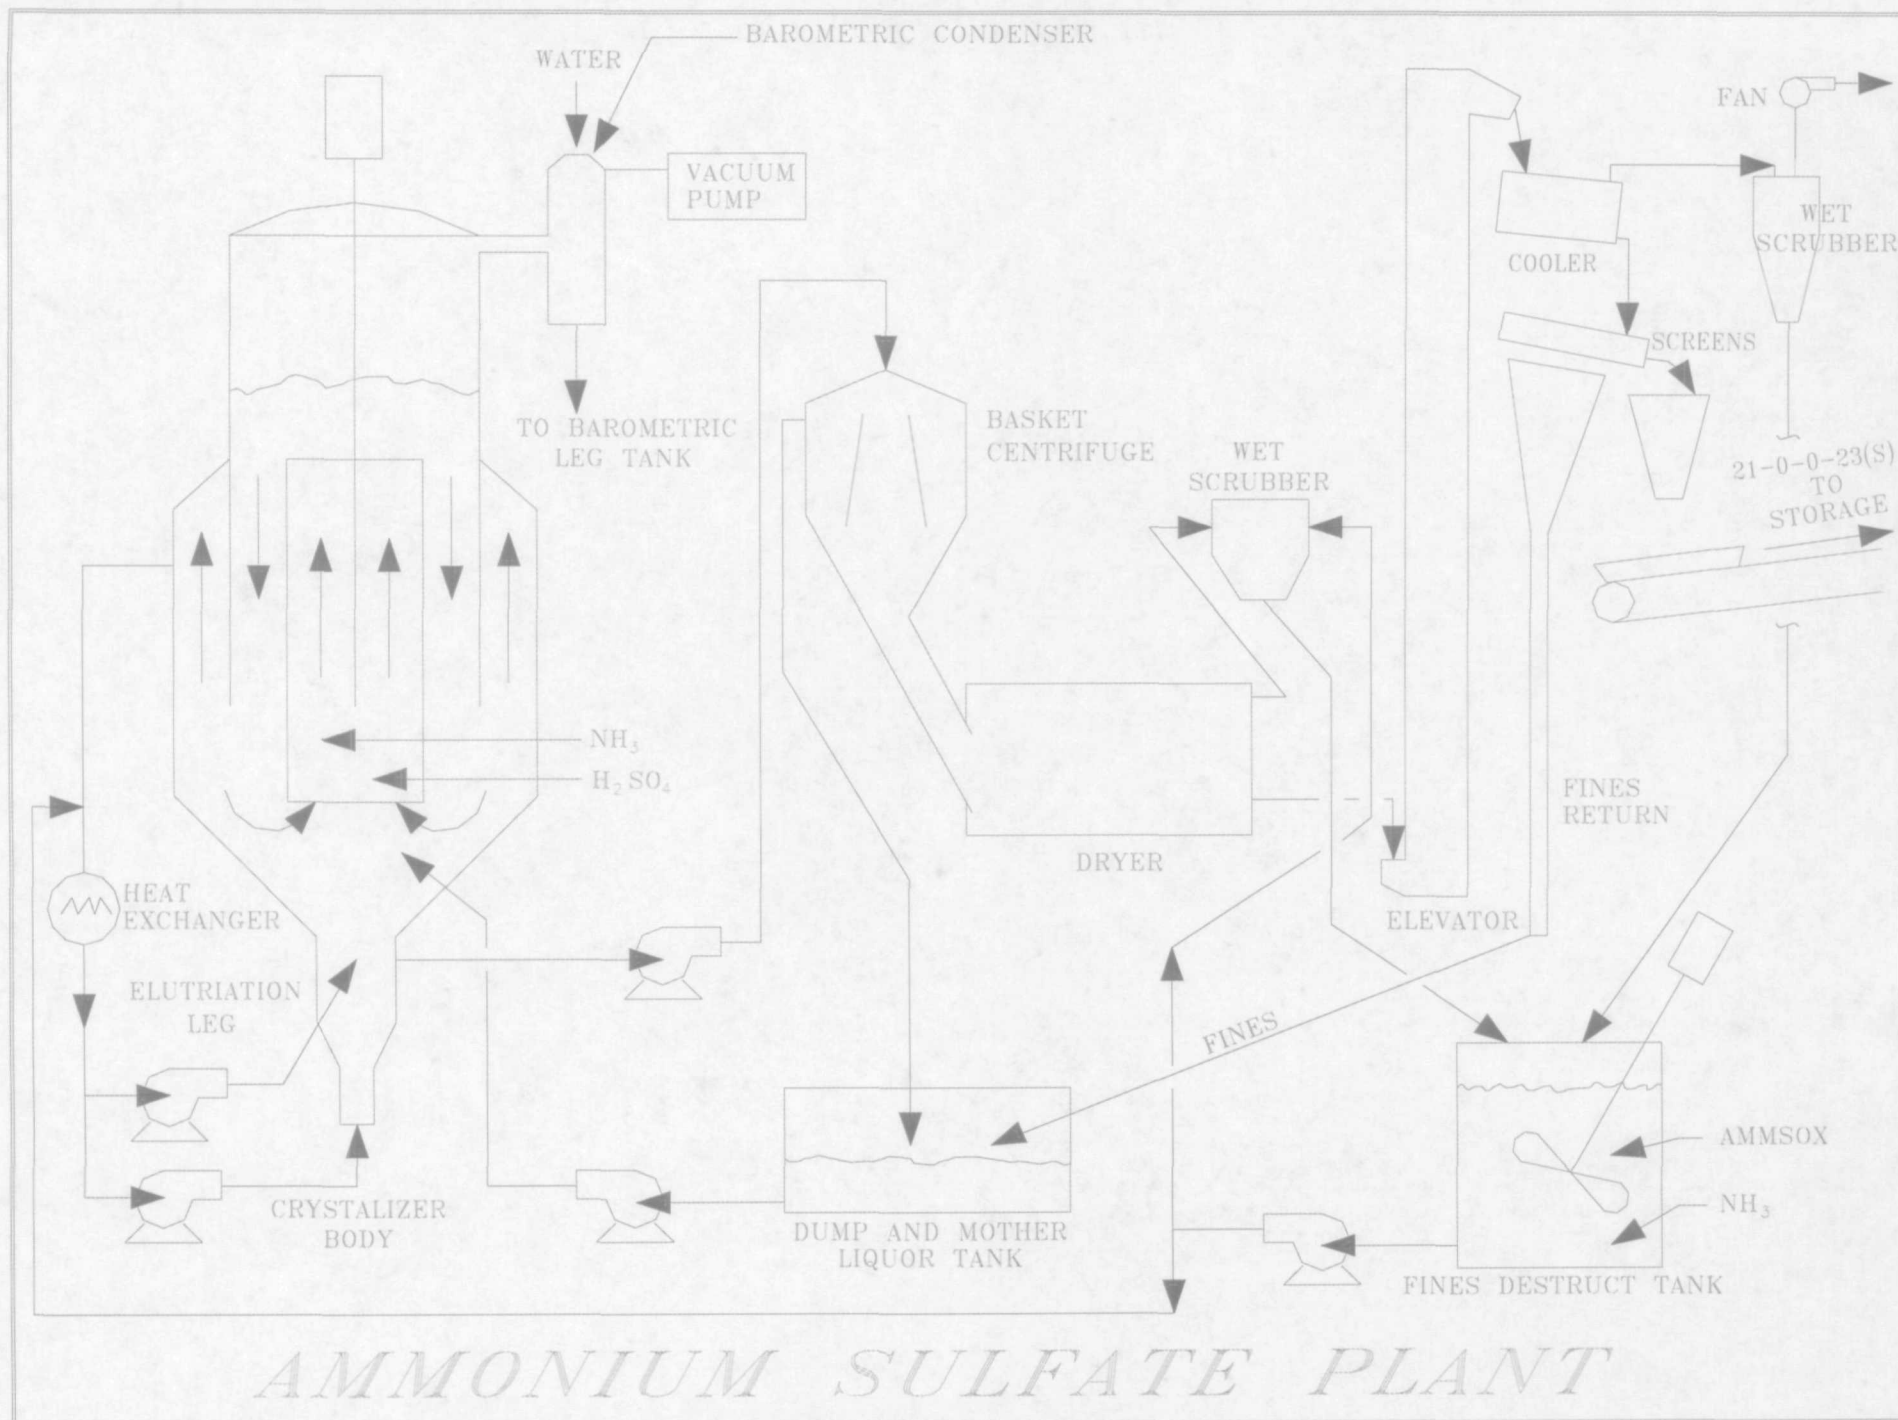 BAROMETRIC CONDENSER
WATER
FAN
VACUUM
PUMP
WET
SCRUBBER
COOLER
SCREENS
TO BAROMETRIC
LEG TANK
BASKET
CENTRIFUGE
WET
SCRUBBER
21-0-0-23(S)
TO
STORAGE
NH₃
H₂SO₄
FINES
RETURN
DRYER
HEAT
EXCHANGER
ELEVATOR
ELUTRIATION
LEG
FINES
AMMSOX
NH₃
CRYSTALIZER
BODY
DUMP AND MOTHER
LIQUOR TANK
FINES DESTRUCT TANK
AMMONIUM SULFATE PLANT